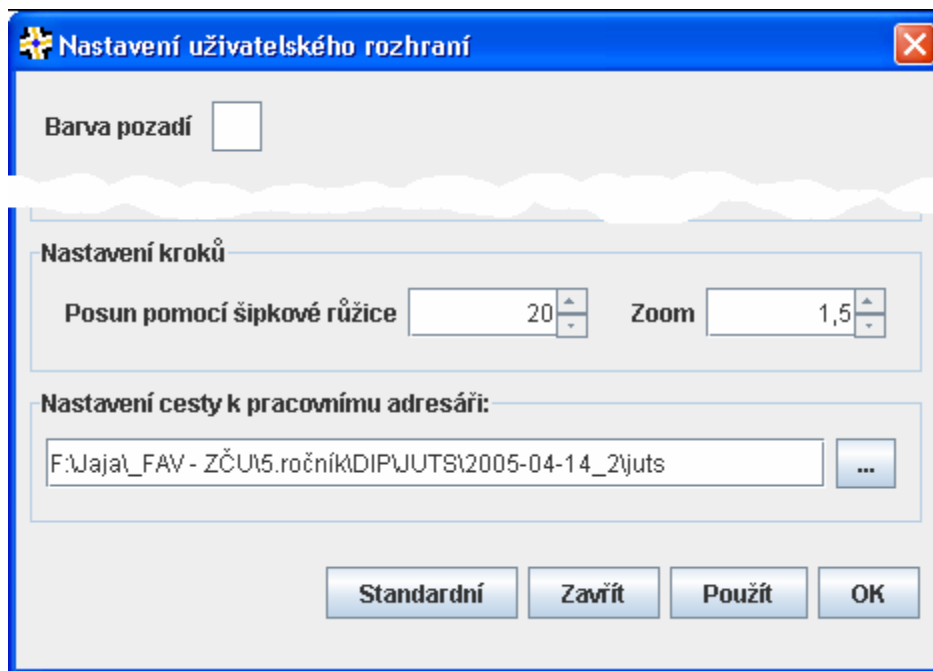 Nastavení uživatelského rozhraní
Barva pozadí
Nastavení kroků
Posun pomocí šipkové růžice 20 Zoom 1,5
Nastavení cesty k pracovnímu adresáři:
F:\Jaja\_FAV - ZČU\5.ročník\DIP\JUTS\2005-04-14_2\juts ...
Standardní Zavřít Použít OK